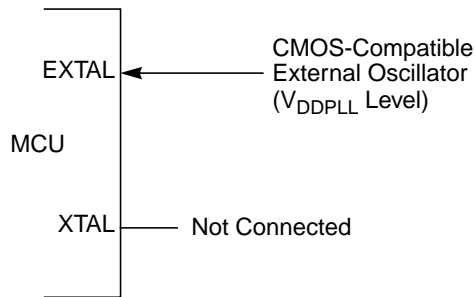 CMOS-Compatible
EXTAL External Oscillator
(VDDPLL Level)
MCU
XTAL Not Connected